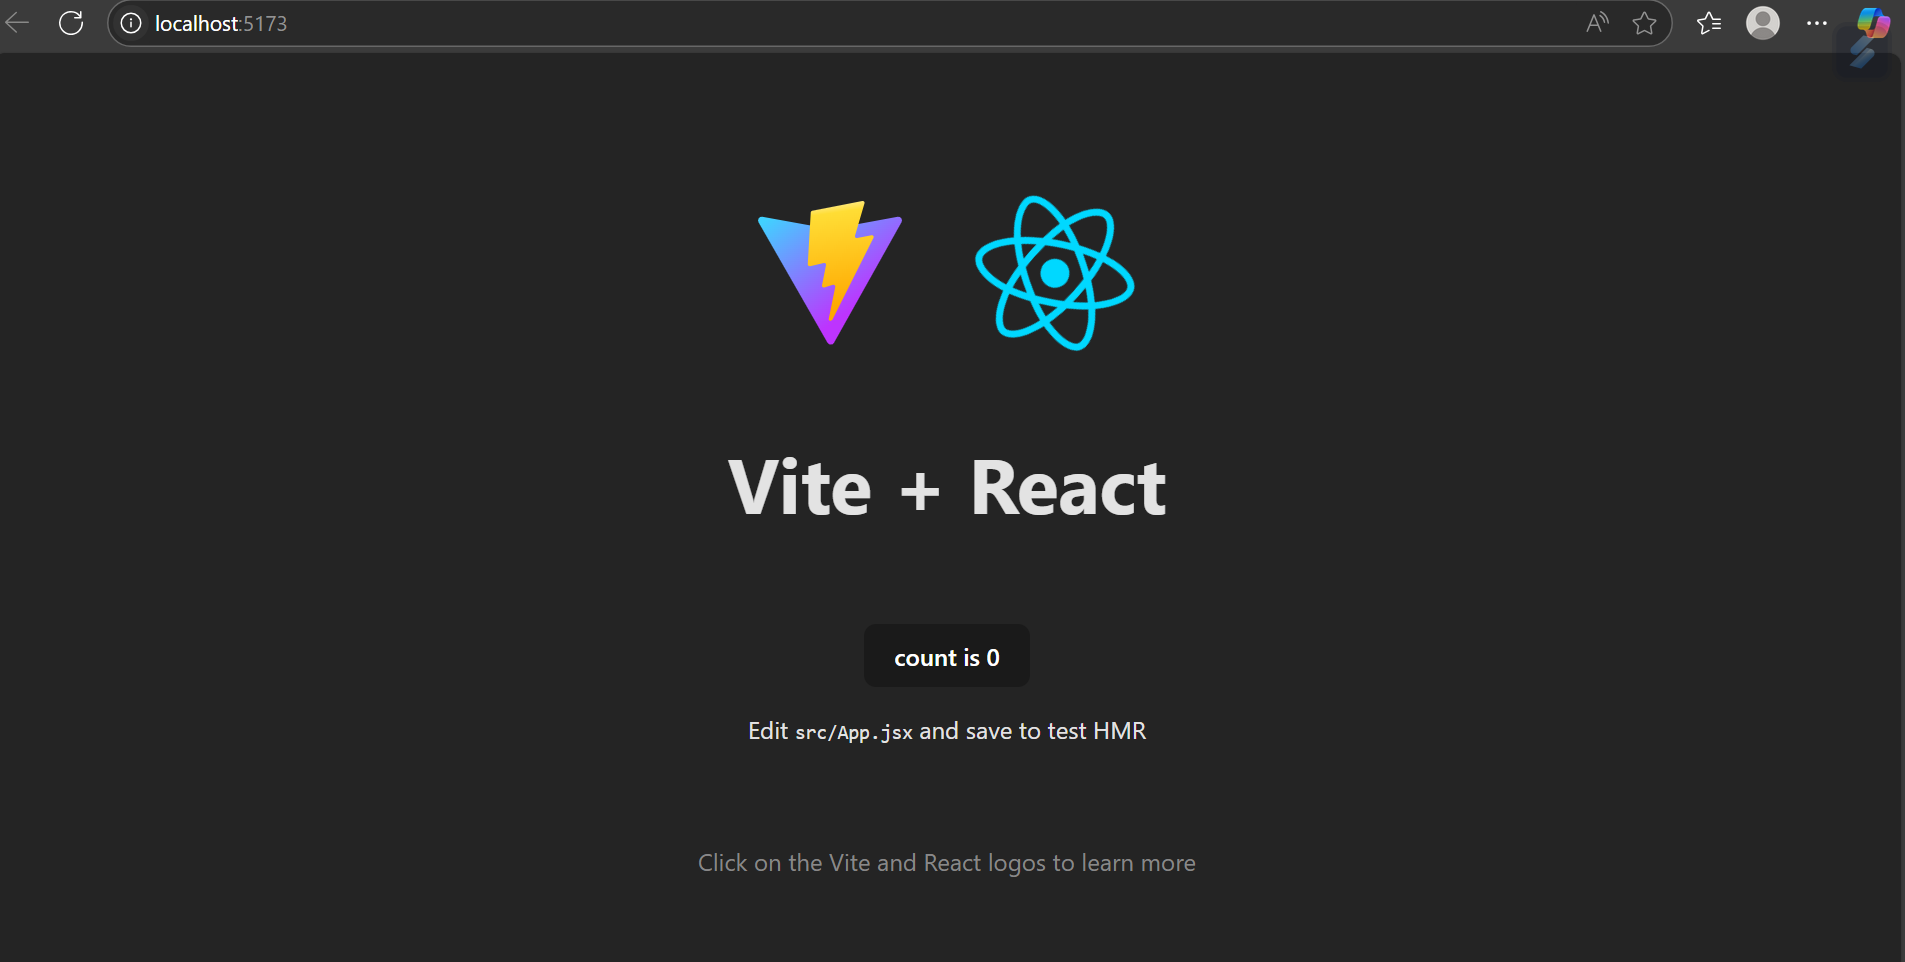 localhost:5173
Vite + React
count is 0
Edit src/App.jsx and save to test HMR
Click on the Vite and React logos to learn more